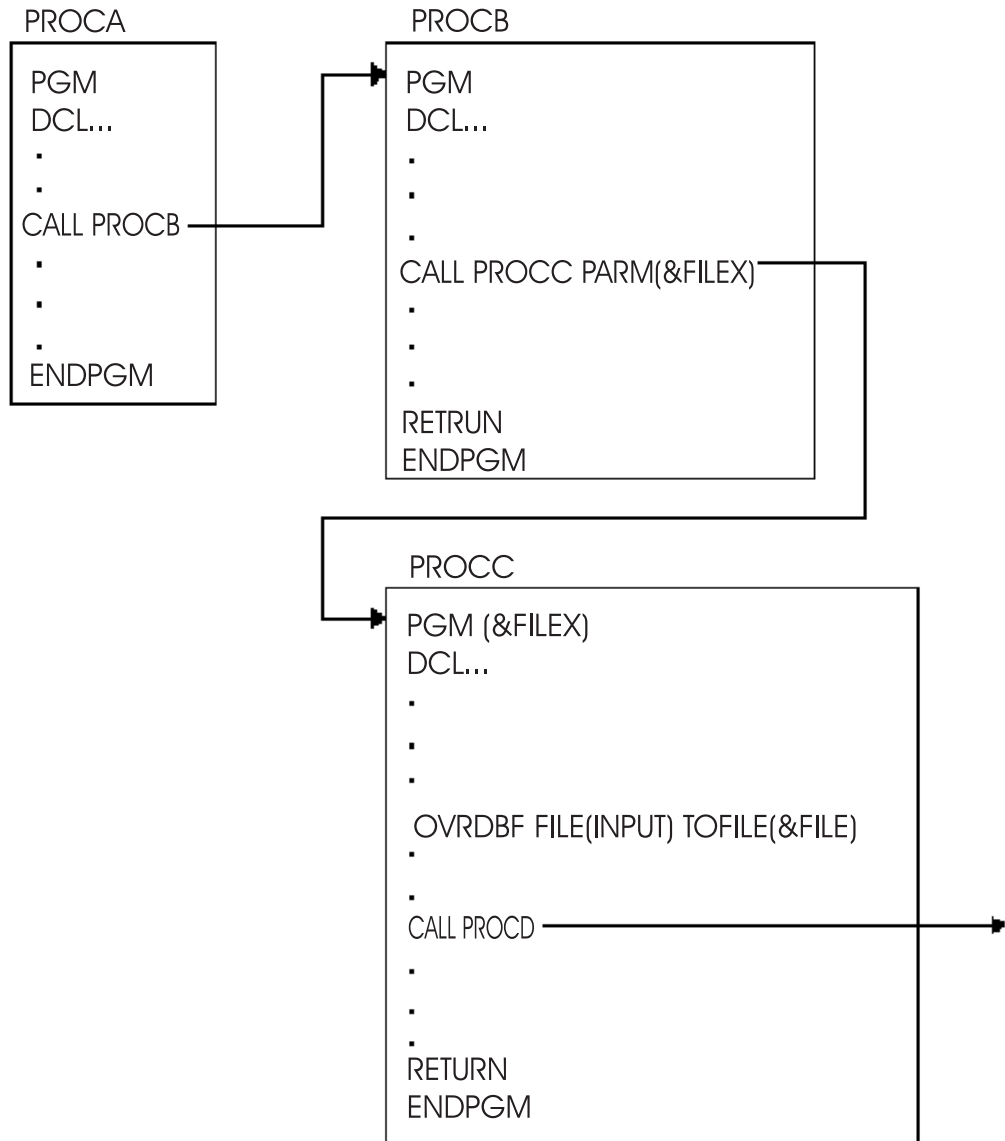 PROCA
PGM
DCL...
.
.
CALL PROCB
.
.
.
ENDPGM
PROCB
PGM
DCL...
.
.
.
CALL PROCC PARM(&FILEX)
.
.
.
RETRUN
ENDPGM
PROCC
PGM (&FILEX)
DCL...
.
.
.
OVRDBF FILE(INPUT) TOFILE(&FILE)
.
.
CALL PROCD
.
.
.
RETURN
ENDPGM